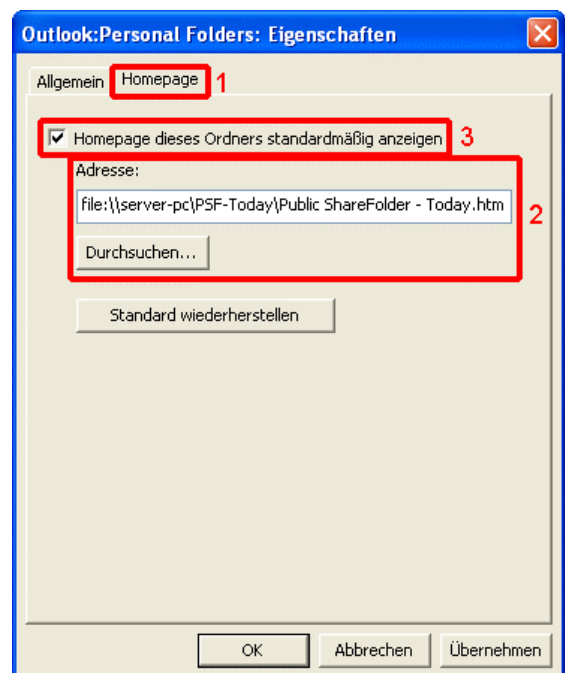 Outlook:Personal Folders: Eigenschaften
Allgemein Homepage 1
Homepage dieses Ordners standardmäßig anzeigen 3
Adresse:
file:\\server-pc\PSF-Today\Public ShareFolder - Today.htm 2
Durchsuchen...
Standard wiederherstellen
OK Abbrechen Übernehmen